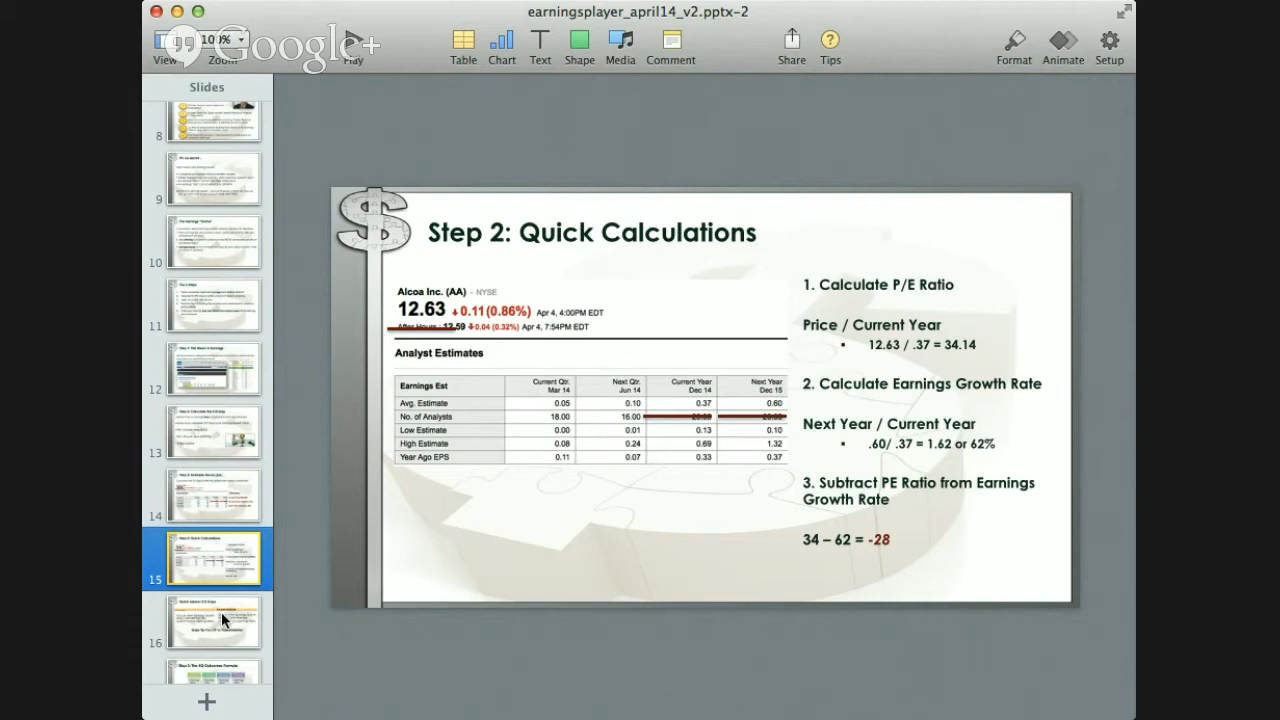 earningsplayer_april14_v2.pptx-2
Google+
100%
View
Zoom
Play
Table
Chart
Text
Shape
Media
Comment
Share
Tips
Format
Animate
Setup
Slides
8
9
10
11
12
13
14
15
16
Step 2: Quick Calculations
Alcoa Inc. (AA) - NYSE
12.63 0.11(0.86%) Apr 4, 4:00PM EDT
After Hours : 12.59 0.04 (0.32%) Apr 4, 7:54PM EDT
Analyst Estimates
Earnings Est Current Qtr. Mar 14 Next Qtr. Jun 14 Current Year Dec 14 Next Year Dec 15
Avg. Estimate 0.05 0.10 0.37 0.60
No. of Analysts 18.00 16.00
Low Estimate 0.00 0.01 0.13 0.10
High Estimate 0.08 0.24 0.69 1.32
Year Ago EPS 0.11 0.07 0.33 0.37
1. Calculate P/E Ratio
Price / Current Year
▪ 12.63 / .37 = 34.14
2. Calculate Earnings Growth Rate
Next Year / Current Year
▪ .60/ .37 = 1.62 or 62%
3. Subtract PE Ratio from Earnings
Growth Rate
34 – 62 = -28